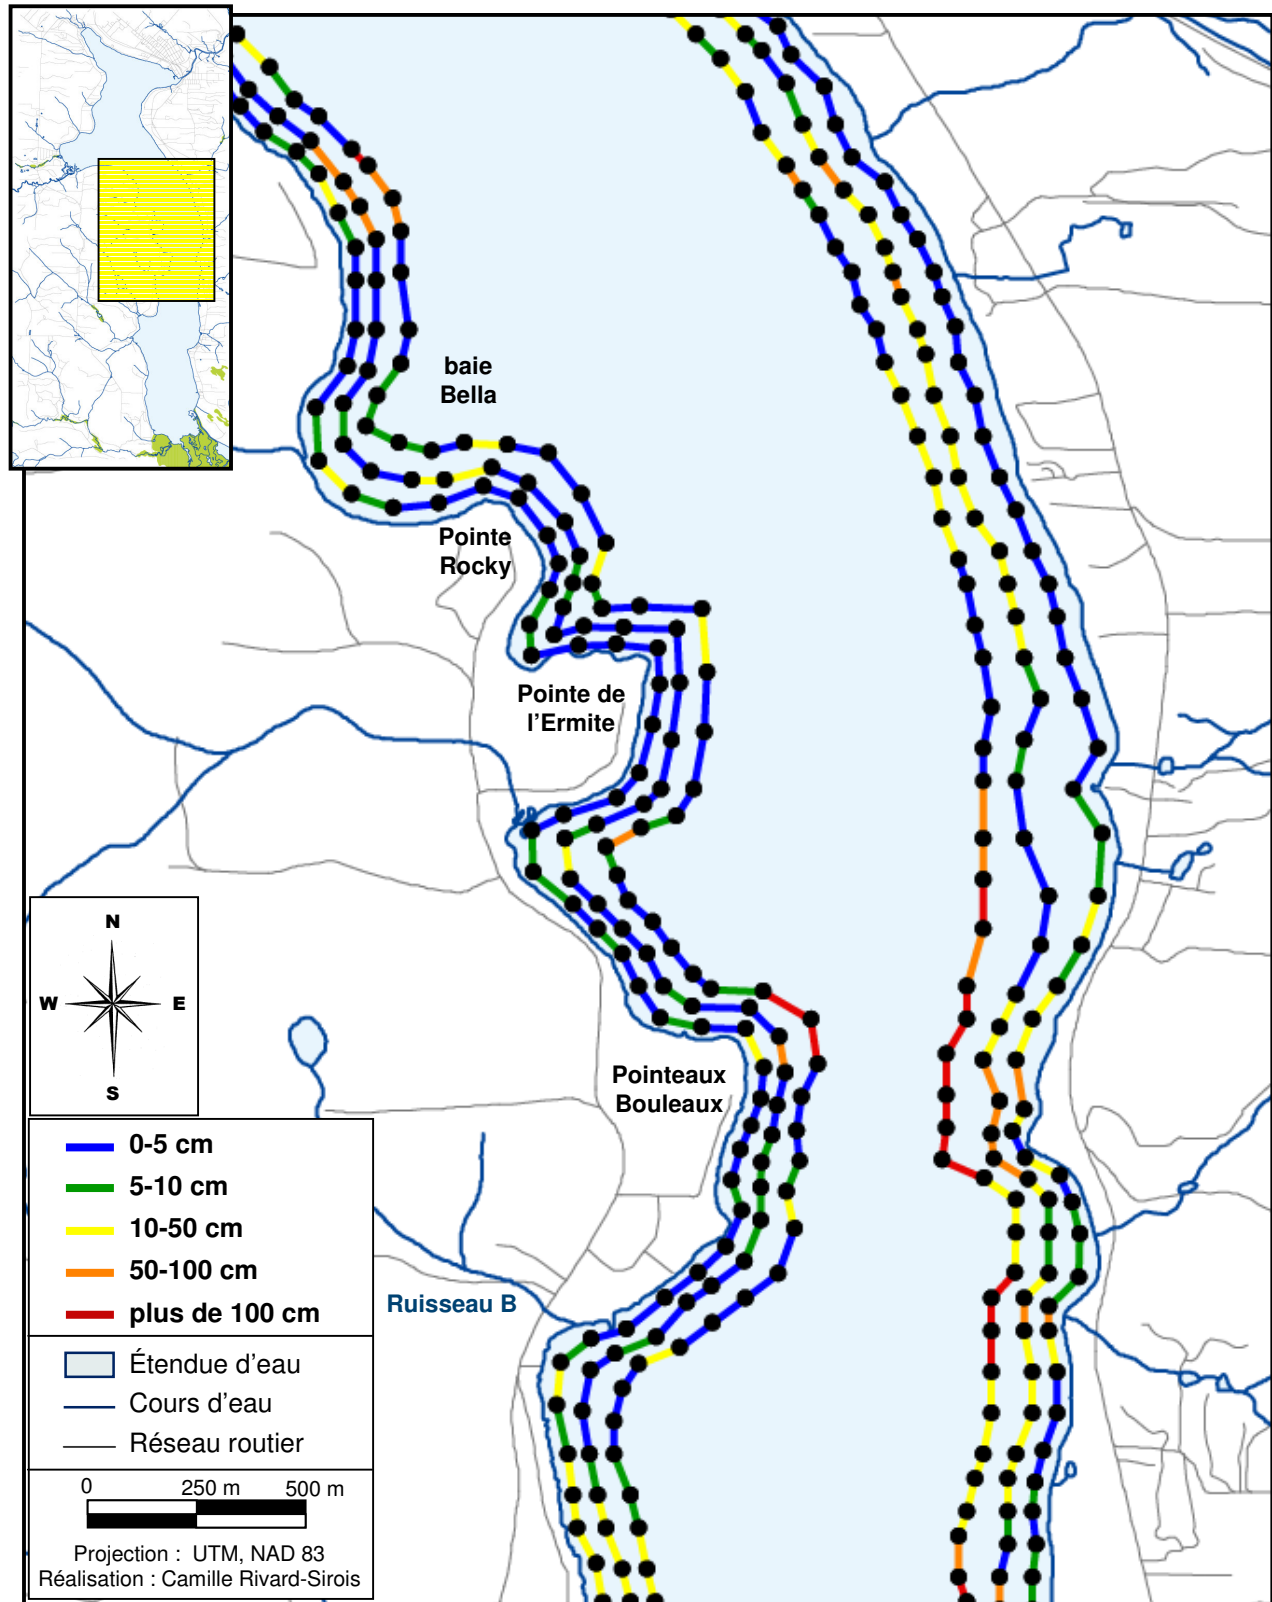 baie
Bella
Pointe
Rocky
Pointe de
l'Ermite
N
W
E
S
Pointeaux
Bouleaux
0-5 cm
5-10 cm
10-50 cm
50-100 cm
plus de 100 cm
Ruisseau B
Étendue d'eau
Cours d'eau
Réseau routier
0 250 m 500 m
Projection : UTM, NAD 83
Réalisation : Camille Rivard-Sirois